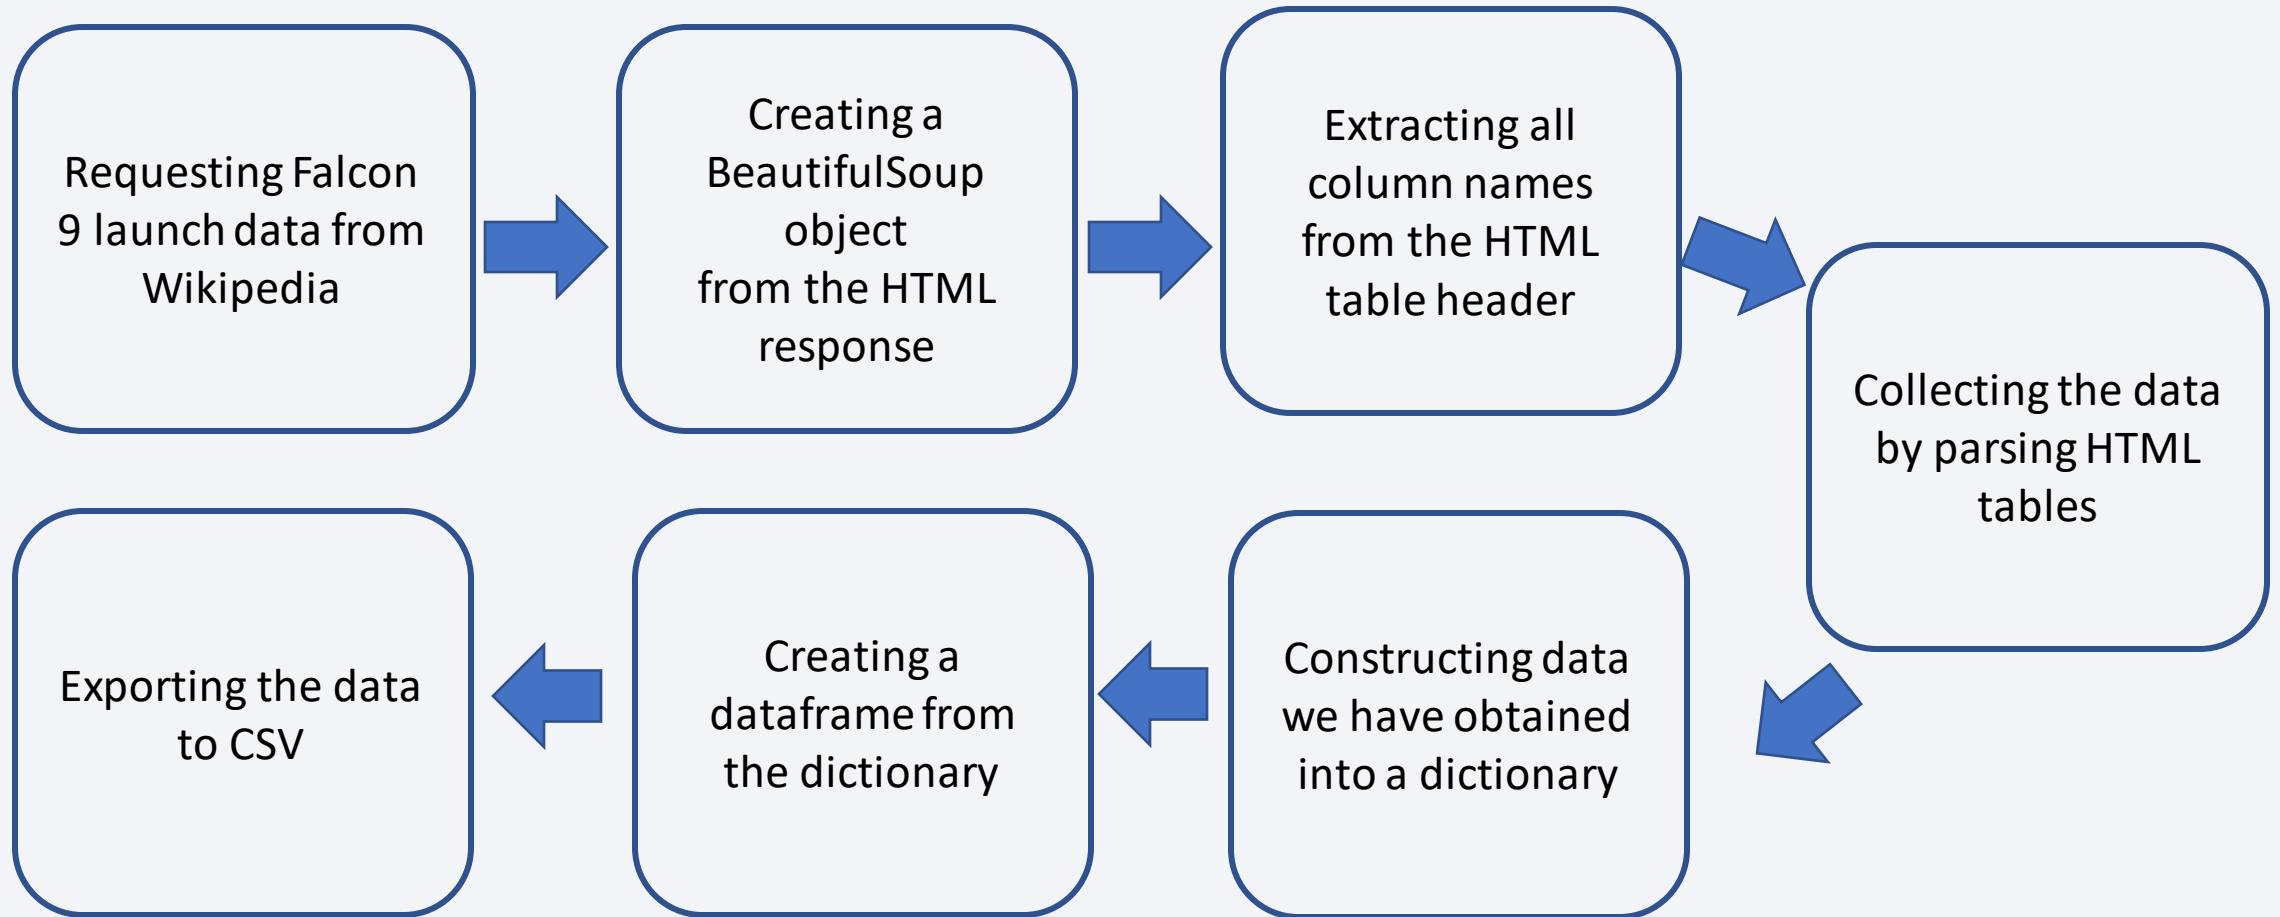 Requesting Falcon
9 launch data from
Wikipedia
Creating a
BeautifulSoup
object
from the HTML
response
Extracting all
column names
from the HTML
table header
Collecting the data
by parsing HTML
tables
Constructing data
we have obtained
into a dictionary
Creating a
dataframe from
the dictionary
Exporting the data
to CSV